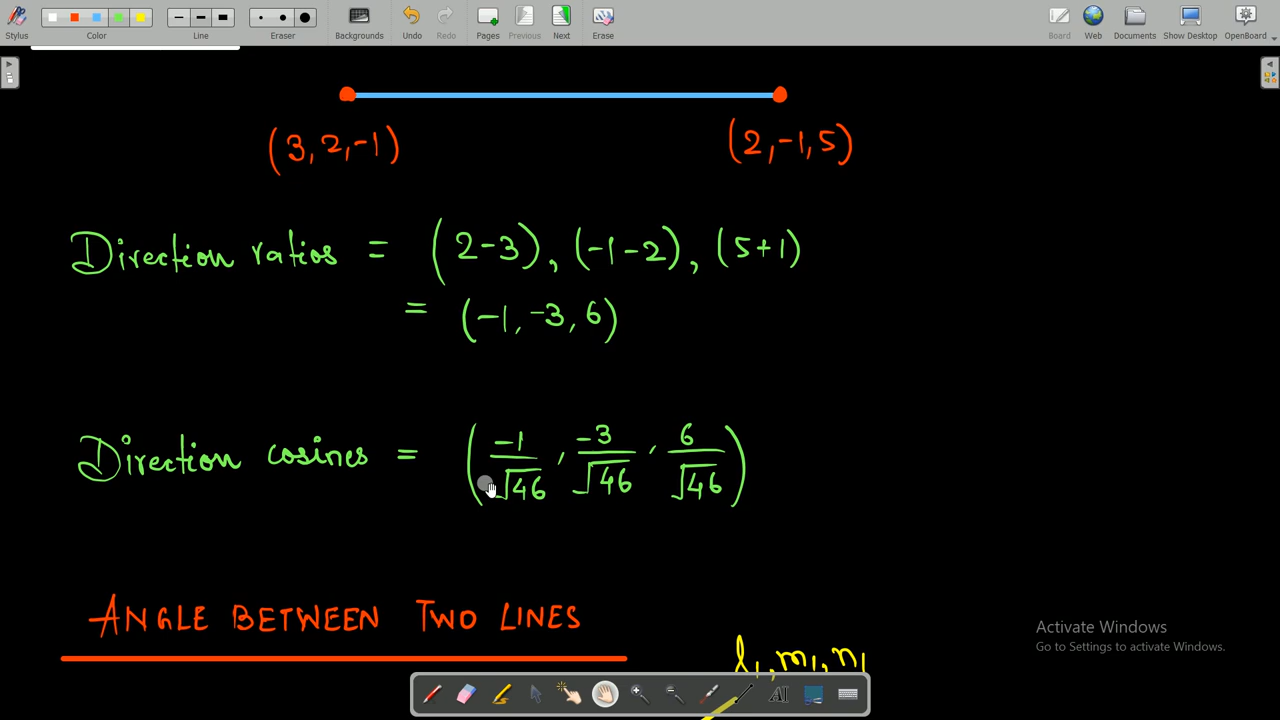 Stylus Color Line Eraser Backgrounds Undo Redo Pages Previous Next Erase Board Web Documents Show Desktop OpenBoard
(3, 2, -1) (2, -1, 5)
Direction ratios = (2-3), (-1-2), (5+1)
= (-1, -3, 6)
Direction cosines = (-1/√46, -3/√46, 6/√46)
ANGLE BETWEEN TWO LINES
Activate Windows
Go to Settings to activate Windows.
l₁, m₁, n₁
AI